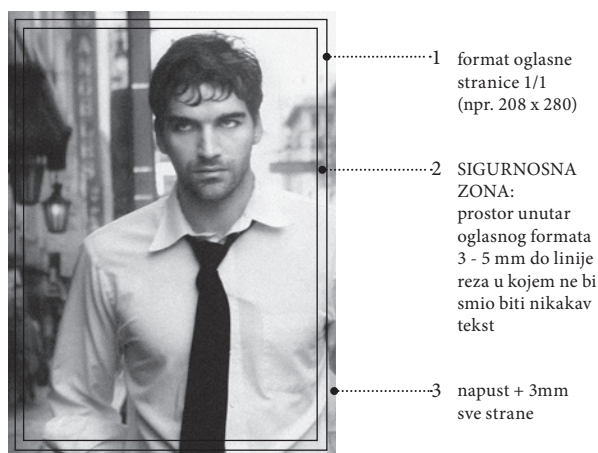 1 format oglasne
stranice 1/1
(npr. 208 x 280)
2 SIGURNOSNA
ZONA:
prostor unutar
oglasnog formata
3 - 5 mm do linije
reza u kojem ne bi
smio biti nikakav
tekst
3 napust + 3mm
sve strane